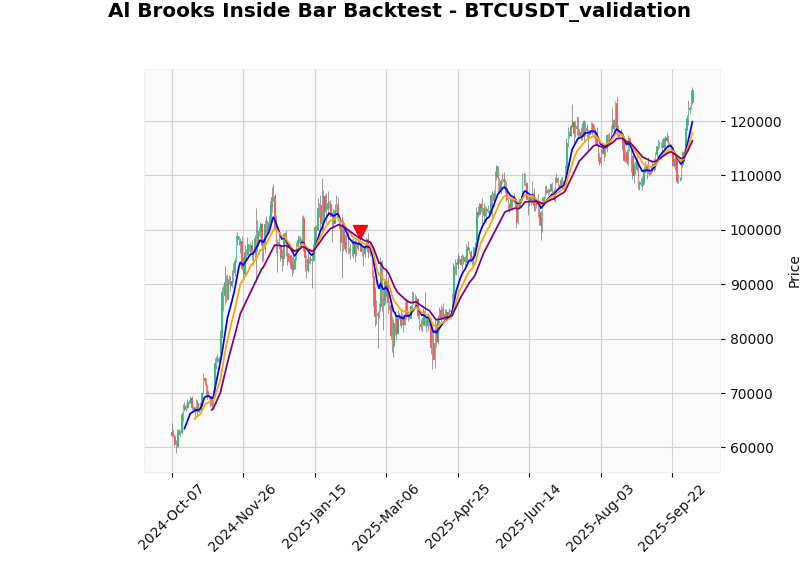 Al Brooks Inside Bar Backtest - BTCUSDT_validation
120000
110000
100000
90000
80000
70000
60000
Price
2024-Oct-07
2024-Nov-26
2025-Jan-15
2025-Mar-06
2025-Apr-25
2025-Jun-14
2025-Aug-03
2025-Sep-22